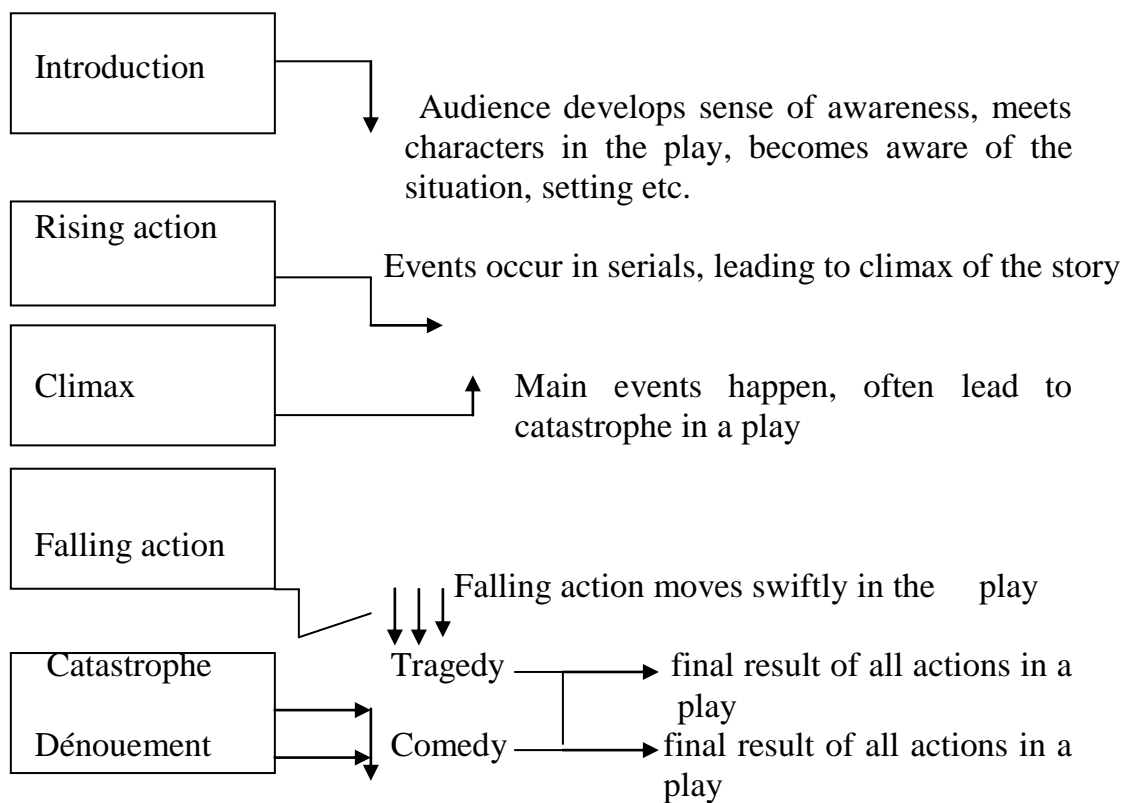 Introduction
Audience develops sense of awareness, meets
characters in the play, becomes aware of the
situation, setting etc.
Rising action
Events occur in serials, leading to climax of the story
Climax
Main events happen, often lead to
catastrophe in a play
Falling action
Falling action moves swiftly in the play
Catastrophe
Tragedy
final result of all actions in a
play
Dénouement
Comedy
final result of all actions in a
play